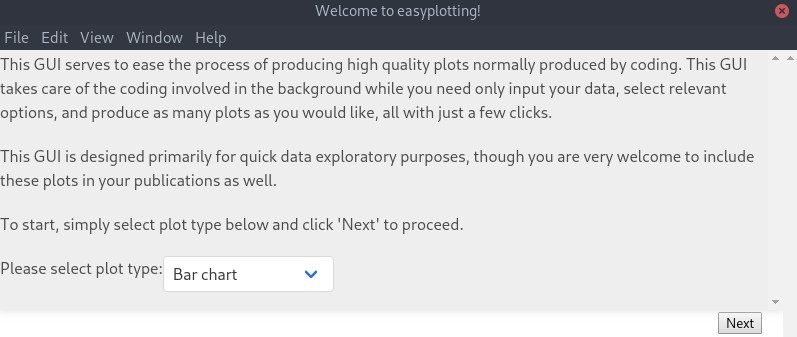 Welcome to easyplotting!
File Edit View Window Help
This GUI serves to ease the process of producing high quality plots normally produced by coding. This GUI
takes care of the coding involved in the background while you need only input your data, select relevant
options, and produce as many plots as you would like, all with just a few clicks.
This GUI is designed primarily for quick data exploratory purposes, though you are very welcome to include
these plots in your publications as well.
To start, simply select plot type below and click 'Next' to proceed.
Please select plot type: Bar chart
Next